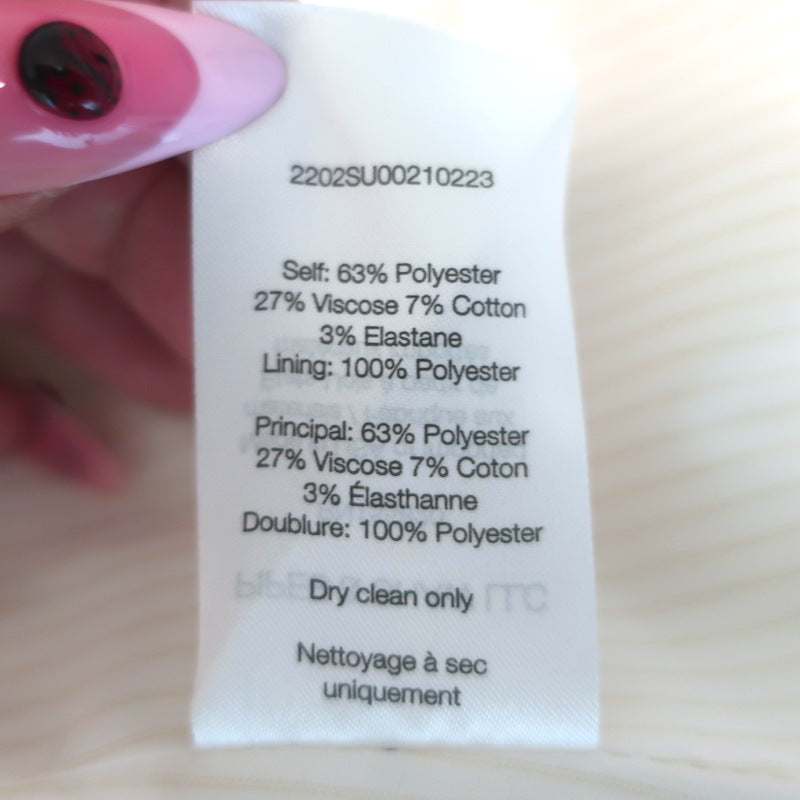 2202SU00210223
Self: 63% Polyester
27% Viscose 7% Cotton
3% Elastane
Lining: 100% Polyester
Principal: 63% Polyester
27% Viscose 7% Coton
3% Élasthanne
Doublure: 100% Polyester
Dry clean only
Nettoyage à sec
uniquement